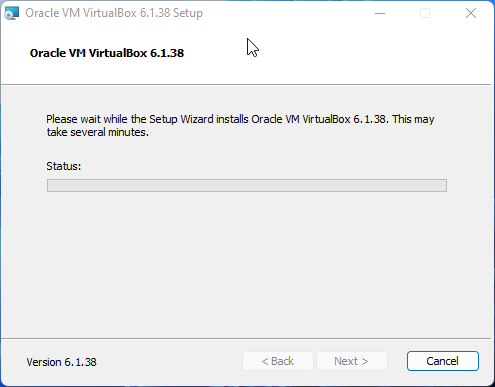 Oracle VM VirtualBox 6.1.38 Setup
Oracle VM VirtualBox 6.1.38
Please wait while the Setup Wizard installs Oracle VM VirtualBox 6.1.38. This may
take several minutes.
Status:
Version 6.1.38
< Back
Next >
Cancel